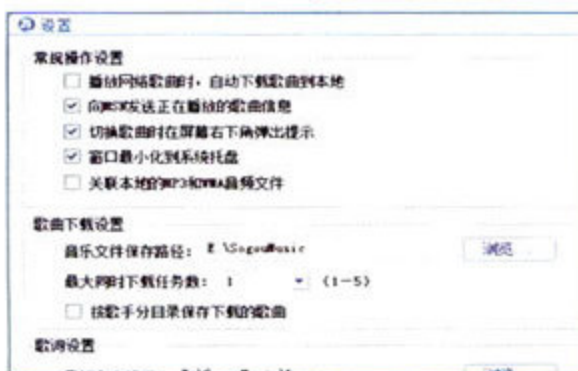 设置
常规操作设置
播放网络歌曲时，自动下载歌曲到本地
向MSN发送正在播放的歌曲信息
切换歌曲时在屏幕右下角弹出提示
窗口最小化到系统托盘
关联本地的MP3和WMA音频文件
歌曲下载设置
音乐文件保存路径： E \SogouMusic 浏览
最大同时下载任务数： 1 (1-5)
按歌手分目录保存下载的歌曲
歌词设置